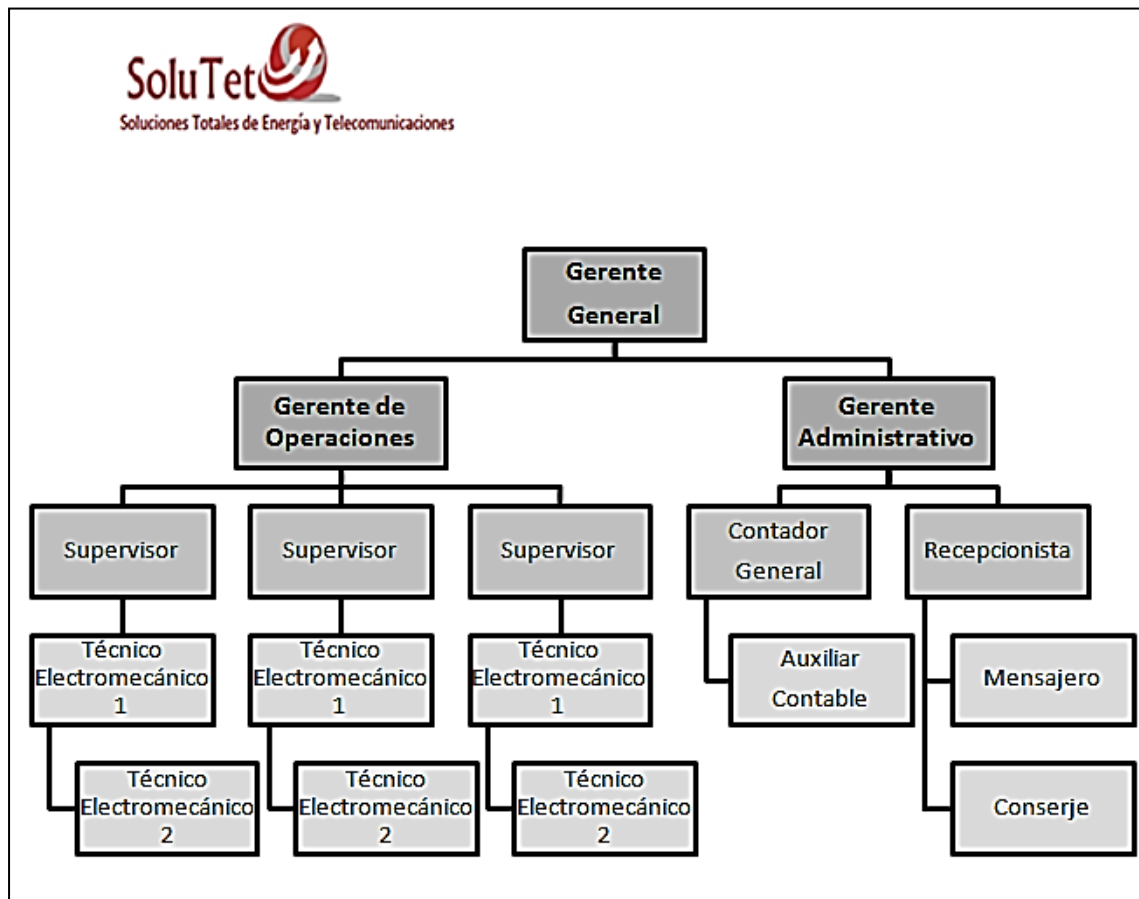 SoluTet
Soluciones Totales de Energía y Telecomunicaciones
Gerente
General
Gerente de
Operaciones
Gerente
Administrativo
Supervisor
Supervisor
Supervisor
Contador
General
Recepcionista
Técnico
Electromecánico
1
Técnico
Electromecánico
1
Técnico
Electromecánico
1
Auxiliar
Contable
Mensajero
Técnico
Electromecánico
2
Técnico
Electromecánico
2
Técnico
Electromecánico
2
Conserje